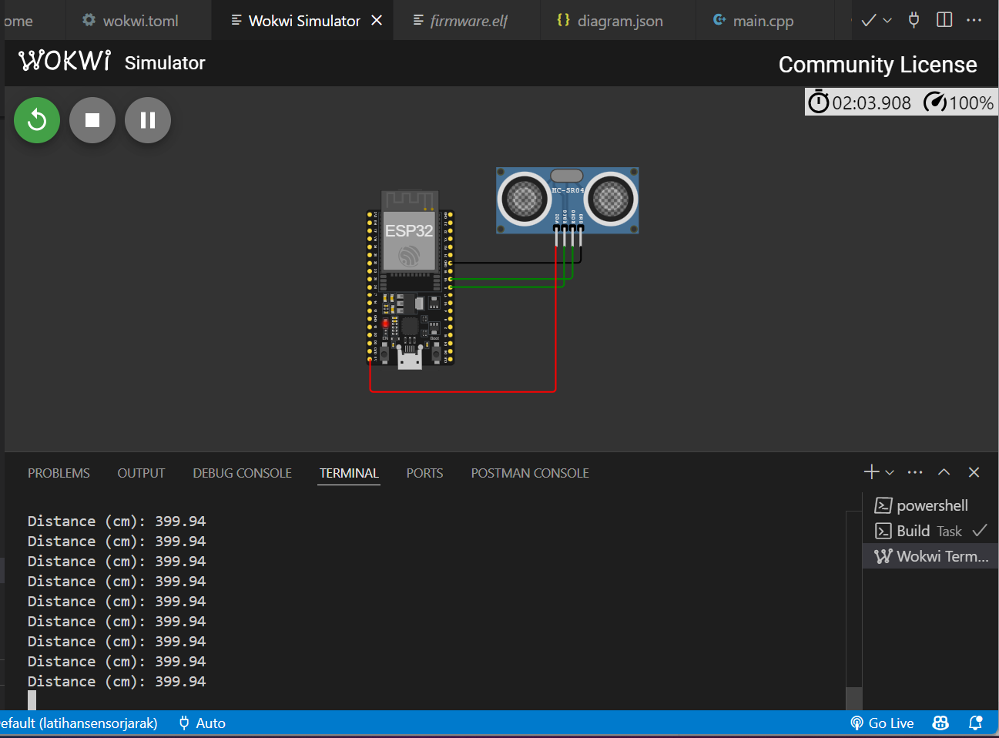 ome
wokwi.toml
Wokwi Simulator
firmware.elf
diagram.json
main.cpp
WOKWi Simulator
Community License
02:03.908 100%
HC-SR04
VCC
TRIG
ECHO
GND
ESP32
EN
Boot
PROBLEMS OUTPUT DEBUG CONSOLE TERMINAL PORTS POSTMAN CONSOLE
Distance (cm): 399.94
Distance (cm): 399.94
Distance (cm): 399.94
Distance (cm): 399.94
Distance (cm): 399.94
Distance (cm): 399.94
Distance (cm): 399.94
Distance (cm): 399.94
Distance (cm): 399.94
powershell
Build Task
Wokwi Term...
efault (latihansensorjarak) Auto
Go Live